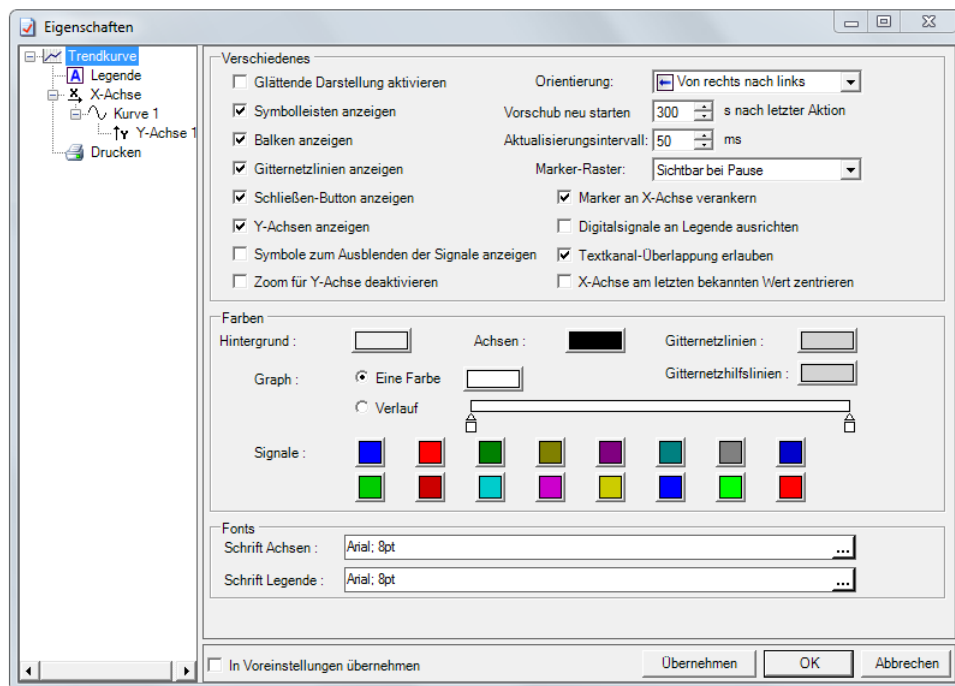 Eigenschaften
Trendkurve
A Legende
X X-Achse
Kurve 1
Y Y-Achse 1
Drucken
Verschiedenes
Glättende Darstellung aktivieren
Orientierung: Von rechts nach links
Symbolleisten anzeigen
Vorschub neu starten 300 s nach letzter Aktion
Balken anzeigen
Aktualisierungsintervall: 50 ms
Gitternetzlinien anzeigen
Marker-Raster: Sichtbar bei Pause
Schließen-Button anzeigen
Marker an X-Achse verankern
Y-Achsen anzeigen
Digitalsignale an Legende ausrichten
Symbole zum Ausblenden der Signale anzeigen
Textkanal-Überlappung erlauben
Zoom für Y-Achse deaktivieren
X-Achse am letzten bekannten Wert zentrieren
Farben
Hintergrund : Achsen : Gitternetzlinien :
Graph : Eine Farbe Gitternetzhilfslinien :
Verlauf
Signale :
Fonts
Schrift Achsen : Arial; 8pt ...
Schrift Legende : Arial; 8pt ...
In Voreinstellungen übernehmen
Übernehmen OK Abbrechen